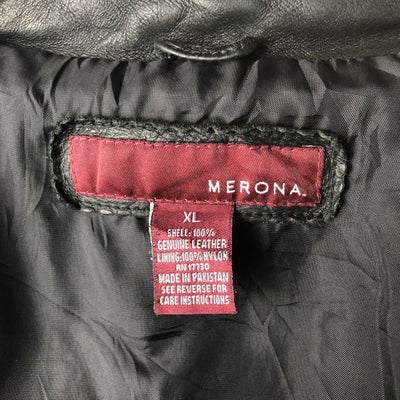 MERONA.
XL
SHELL: 100%
GENUINE LEATHER
LINING: 100% NYLON
RN 17730
MADE IN PAKISTAN
SEE REVERSE FOR
CARE INSTRUCTIONS